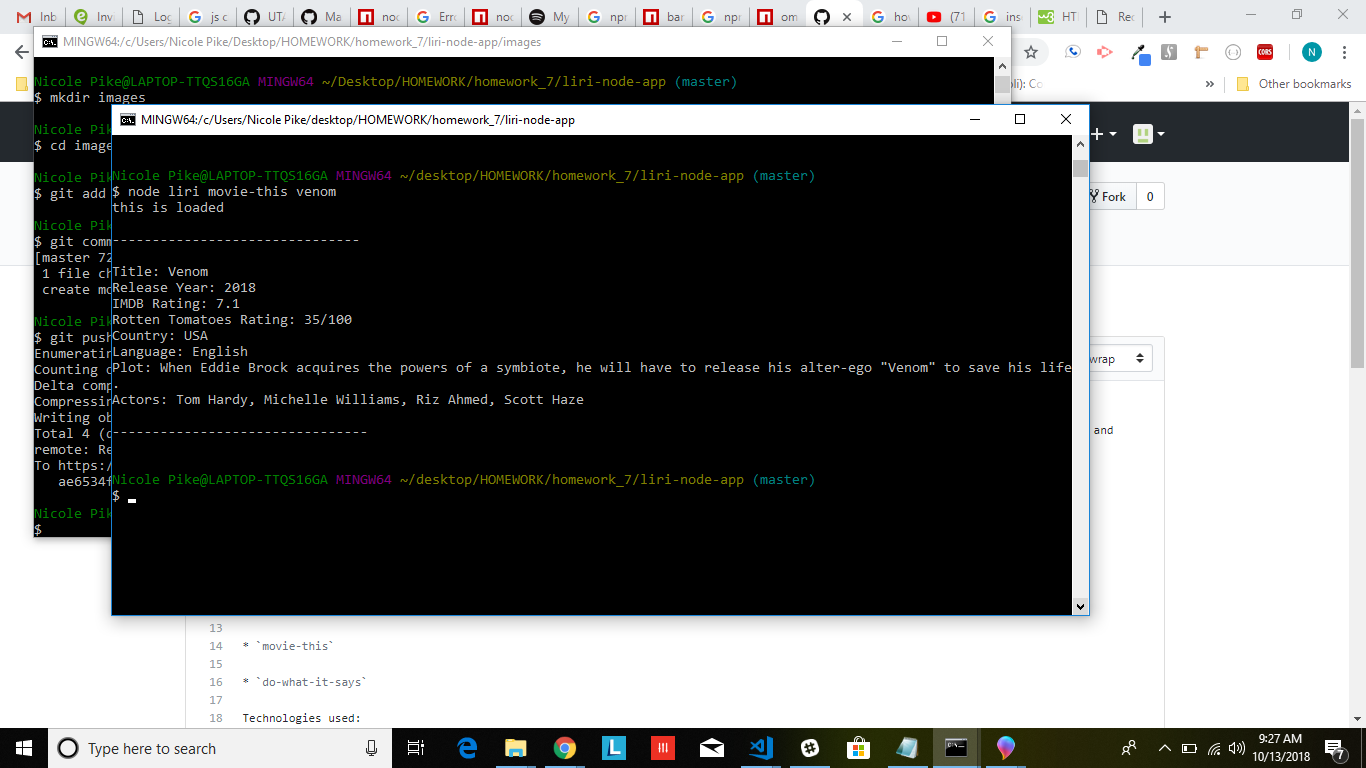 Inb
Inv
Log
js c
UTA
Ma
noc
Erro
noc
My
npr
bar
npr
om
hov
(71
ins
HT
Rec
MINGW64:/c/Users/Nicole Pike/Desktop/HOMEWORK/homework_7/liri-node-app/images
CORS
N
oli): Co
»
Other bookmarks
Nicole Pike@LAPTOP-TTQS16GA MINGW64 ~/Desktop/HOMEWORK/homework_7/liri-node-app (master)
$ mkdir images
Nicole Pik
$ cd image
Nicole Pik
$ git add
Nicole Pik
$ git comm
[master 72
1 file ch
create mo
Nicole Pik
$ git push
Enumeratin
Counting o
Delta comp
Compressin
Writing ob
Total 4 (d
remote: Re
To https:/
ae6534f
Nicole Pik
$
MINGW64:/c/Users/Nicole Pike/desktop/HOMEWORK/homework_7/liri-node-app
Nicole Pike@LAPTOP-TTQS16GA MINGW64 ~/desktop/HOMEWORK/homework_7/liri-node-app (master)
$ node liri movie-this venom
this is loaded
-------------------------------
Title: Venom
Release Year: 2018
IMDB Rating: 7.1
Rotten Tomatoes Rating: 35/100
Country: USA
Language: English
Plot: When Eddie Brock acquires the powers of a symbiote, he will have to release his alter-ego "Venom" to save his life
.
Actors: Tom Hardy, Michelle Williams, Riz Ahmed, Scott Haze
--------------------------------
Nicole Pike@LAPTOP-TTQS16GA MINGW64 ~/desktop/HOMEWORK/homework_7/liri-node-app (master)
$
Fork 0
wrap
and
13
14 * `movie-this`
15
16 * `do-what-it-says`
17
18 Technologies used:
Type here to search
9:27 AM
10/13/2018
7